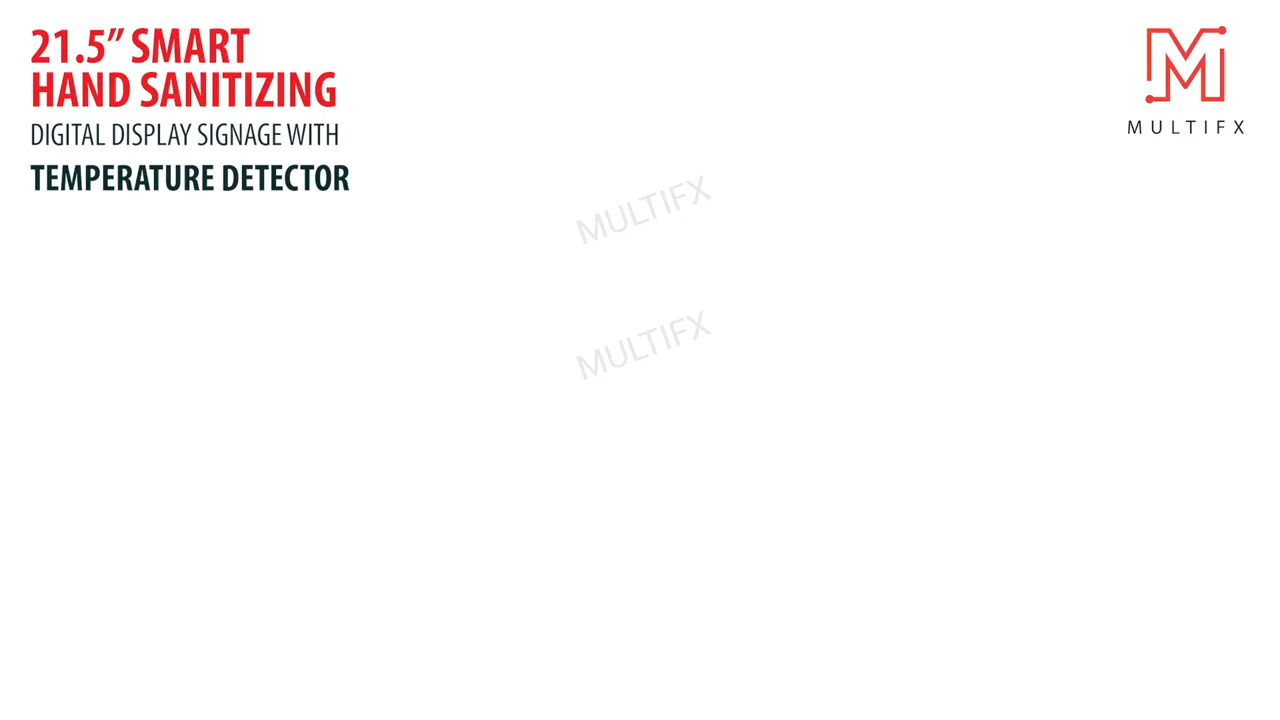 21.5” SMART
HAND SANITIZING
DIGITAL DISPLAY SIGNAGE WITH
TEMPERATURE DETECTOR
MULTIFX
MULTIFX
MULTIFX